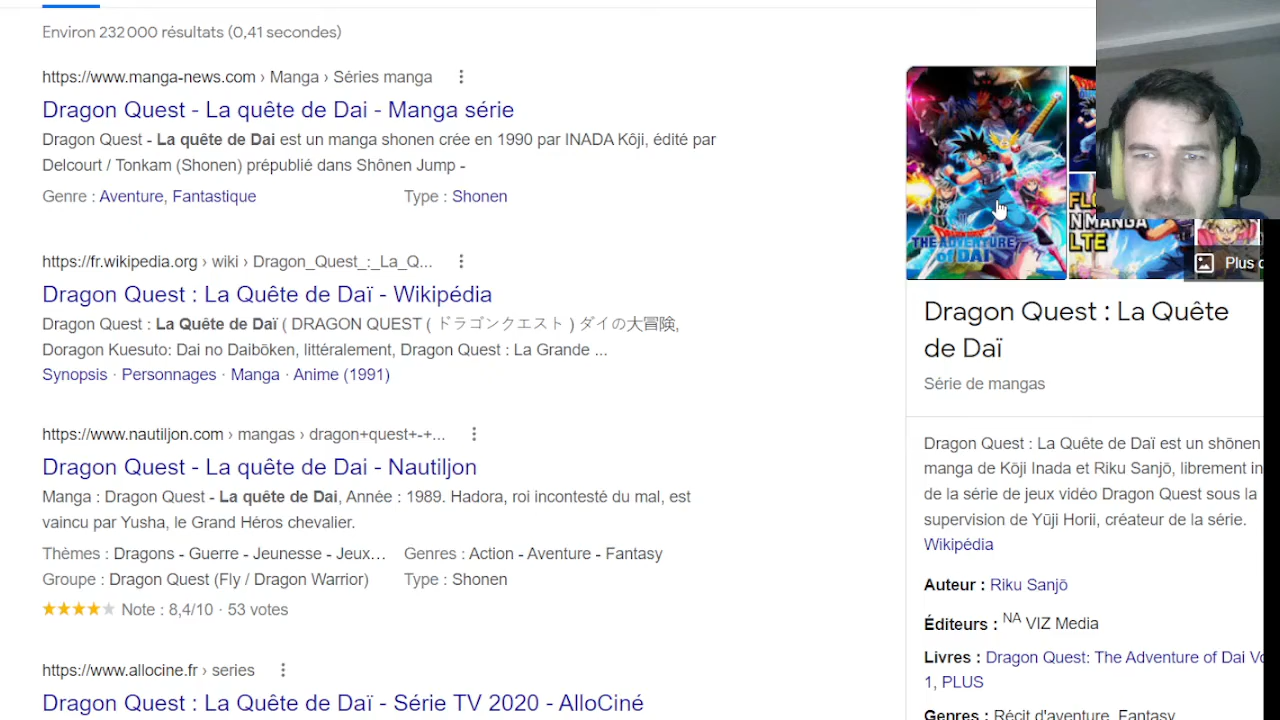 Environ 232 000 résultats (0,41 secondes)
https://www.manga-news.com › Manga › Séries manga
Dragon Quest - La quête de Dai - Manga série
Dragon Quest - La quête de Dai est un manga shonen crée en 1990 par INADA Kôji, édité par
Delcourt / Tonkam (Shonen) prépublié dans Shônen Jump -
Genre : Aventure, Fantastique
Type : Shonen
https://fr.wikipedia.org › wiki › Dragon_Quest_:_La_Q...
Dragon Quest : La Quête de Daï - Wikipédia
Dragon Quest : La Quête de Daï ( DRAGON QUEST ( ドラゴンクエスト ) ダイの大冒険,
Doragon Kuesuto: Dai no Daibōken, littéralement, Dragon Quest : La Grande ...
Synopsis · Personnages · Manga · Anime (1991)
https://www.nautiljon.com › mangas › dragon+quest+-+...
Dragon Quest - La quête de Dai - Nautiljon
Manga : Dragon Quest - La quête de Dai, Année : 1989. Hadora, roi incontesté du mal, est
vaincu par Yusha, le Grand Héros chevalier.
Thèmes : Dragons - Guerre - Jeunesse - Jeux…
Genres : Action - Aventure - Fantasy
Groupe : Dragon Quest (Fly / Dragon Warrior)
Type : Shonen
Note : 8,4/10 · 53 votes
https://www.allocine.fr › series
Dragon Quest : La Quête de Daï - Série TV 2020 - AlloCiné
THE ADVENTURE
OF DAI
N MANGA
LTE
Plus
Dragon Quest : La Quête
de Daï
Série de mangas
Dragon Quest : La Quête de Daï est un shōnen
manga de Kōji Inada et Riku Sanjō, librement in
de la série de jeux vidéo Dragon Quest sous la
supervision de Yūji Horii, créateur de la série.
Wikipédia
Auteur : Riku Sanjō
Éditeurs : NA VIZ Media
Livres : Dragon Quest: The Adventure of Dai Vo
1, PLUS
Genres : Récit d'aventure, Fantasy